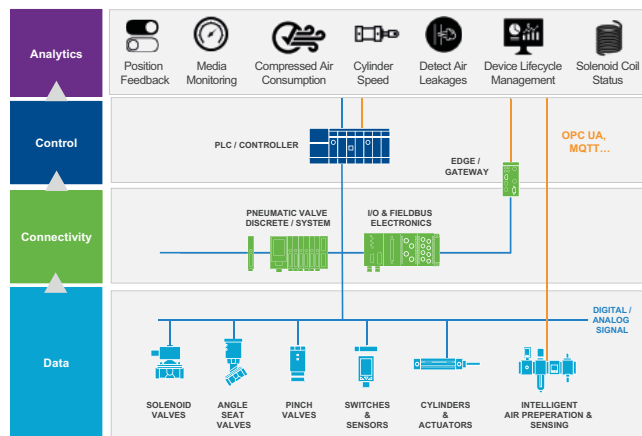 Analytics
Position
Feedback
Media
Monitoring
Compressed Air
Consumption
Cylinder
Speed
Detect Air
Leakages
Device Lifecycle
Management
Solenoid Coil
Status
Control
PLC / CONTROLLER
EDGE /
GATEWAY
OPC UA,
MQTT...
Connectivity
PNEUMATIC VALVE
DISCRETE / SYSTEM
I/O & FIELDBUS
ELECTRONICS
Data
DIGITAL /
ANALOG
SIGNAL
SOLENOID
VALVES
ANGLE
SEAT
VALVES
PINCH
VALVES
SWITCHES
&
SENSORS
CYLINDERS
&
ACTUATORS
INTELLIGENT
AIR PREPERATION &
SENSING